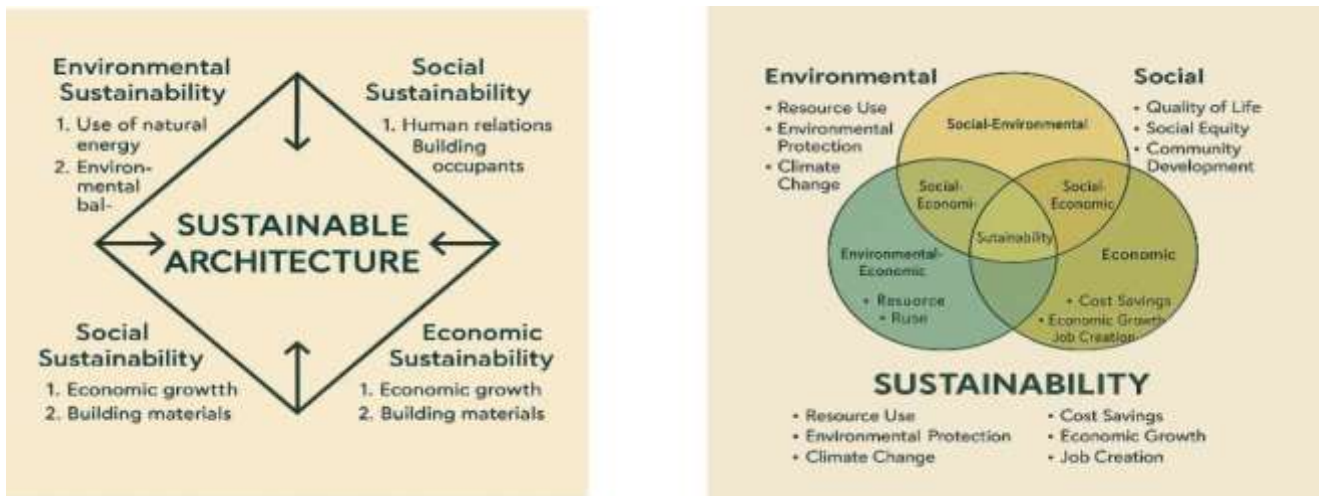 Environmental
Sustainability
1. Use of natural
energy
2. Environ-
mental
bal-
Social
Sustainability
1. Human relations
Building
occupants
SUSTAINABLE
ARCHITECTURE
Social
Sustainability
1. Economic growtth
2. Building materials
Economic
Sustainability
1. Economic growth
2. Building materials
Environmental
• Resource Use
• Environmental
Protection
• Climate
Change
Social
• Quality of Life
• Social Equity
• Community
Development
Social-Environmental
Social-
Economi-
Social-
Economic
Sutainability
Environmental-
Economic
• Resuorce
• Ruse
Economic
• Cost Savings
• Economic Growth
Job Creation
SUSTAINABILITY
• Resource Use
• Environmental Protection
• Climate Change
• Cost Savings
• Economic Growth
• Job Creation